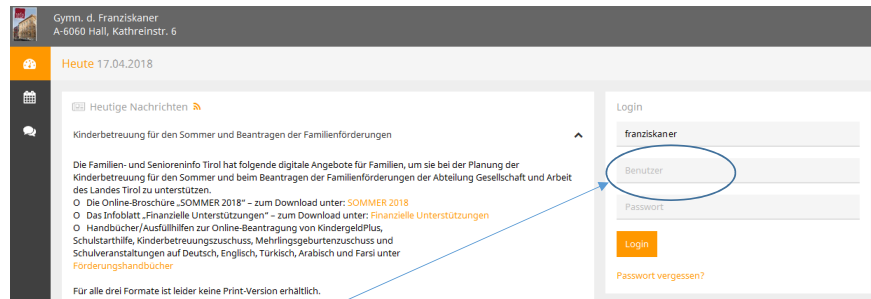 Gymn. d. Franziskaner
A-6060 Hall, Kathreinstr. 6
Heute 17.04.2018
Heutige Nachrichten
Kinderbetreuung für den Sommer und Beantragen der Familienförderungen
Die Familien- und Senioreninfo Tirol hat folgende digitale Angebote für Familien, um sie bei der Planung der
Kinderbetreuung für den Sommer und beim Beantragen der Familienförderungen der Abteilung Gesellschaft und Arbeit
des Landes Tirol zu unterstützen.
O Die Online-Broschüre „SOMMER 2018" – zum Download unter: SOMMER 2018
O Das Infoblatt „Finanzielle Unterstützungen" – zum Download unter: Finanzielle Unterstützungen
O Handbücher/Ausfüllhilfen zur Online-Beantragung von KindergeldPlus,
Schulstarthilfe, Kinderbetreuungszuschuss, Mehrlingsgeburtenzuschuss und
Schulveranstaltungen auf Deutsch, Englisch, Türkisch, Arabisch und Farsi unter
Förderungshandbücher
Für alle drei Formate ist leider keine Print-Version erhältlich.
Login
franziskaner
Benutzer
Passwort
Login
Passwort vergessen?